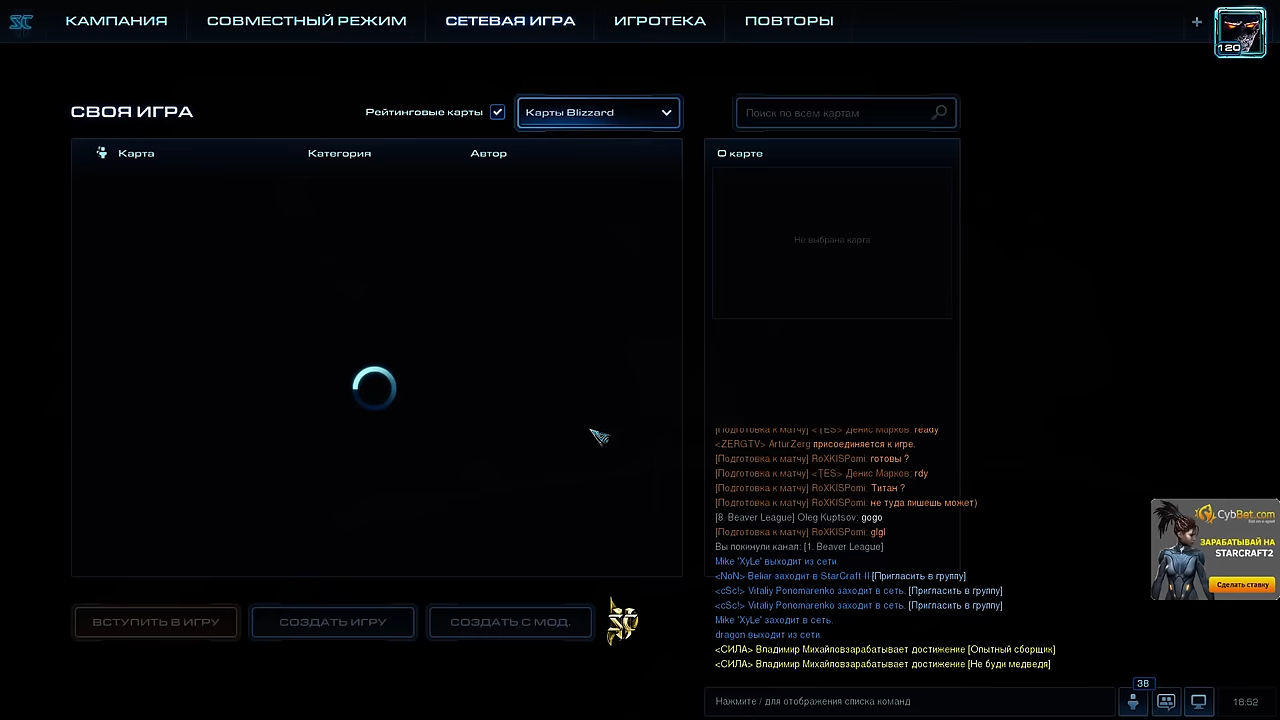 КАМПАНИЯ СОВМЕСТНЫЙ РЕЖИМ СЕТЕВАЯ ИГРА ИГРОТЕКА ПОВТОРЫ
120
СВОЯ ИГРА
Рейтинговые карты
Карты Blizzard
Поиск по всем картам
Карта Категория Автор
О карте
Не выбрана карта
[Подготовка к матчу] <TES> Денис Марков: ready
<ZERGTV> ArturZerg присоединяется к игре.
[Подготовка к матчу] RoXKISPomi: готовы ?
[Подготовка к матчу] <TES> Денис Марков: rdy
[Подготовка к матчу] RoXKISPomi: Титан ?
[Подготовка к матчу] RoXKISPomi: не туда пишешь может)
[8. Beaver League] Oleg Kuptsov: gogo
[Подготовка к матчу] RoXKISPomi: glgl
Вы покинули канал: [1. Beaver League]
Mike 'XyLe' выходит из сети.
<NoN> Beliar заходит в StarCraft II [Пригласить в группу]
<cSc!> Vitaliy Ponomarenko заходит в сеть. [Пригласить в группу]
<cSc!> Vitaliy Ponomarenko заходит в сеть. [Пригласить в группу]
Mike 'XyLe' заходит в сеть.
dragon выходит из сети.
<СИЛА> Владимир Михайловзарабатывает достижение [Опытный сборщик]
<СИЛА> Владимир Михайловзарабатывает достижение [Не буди медведя]
CybBet.com
ЗАРАБАТЫВАЙ НА
STARCRAFT2
Сделать ставку
ВСТУПИТЬ В ИГРУ СОЗДАТЬ ИГРУ СОЗДАТЬ С МОД.
Нажмите / для отображения списка команд
38
18:52